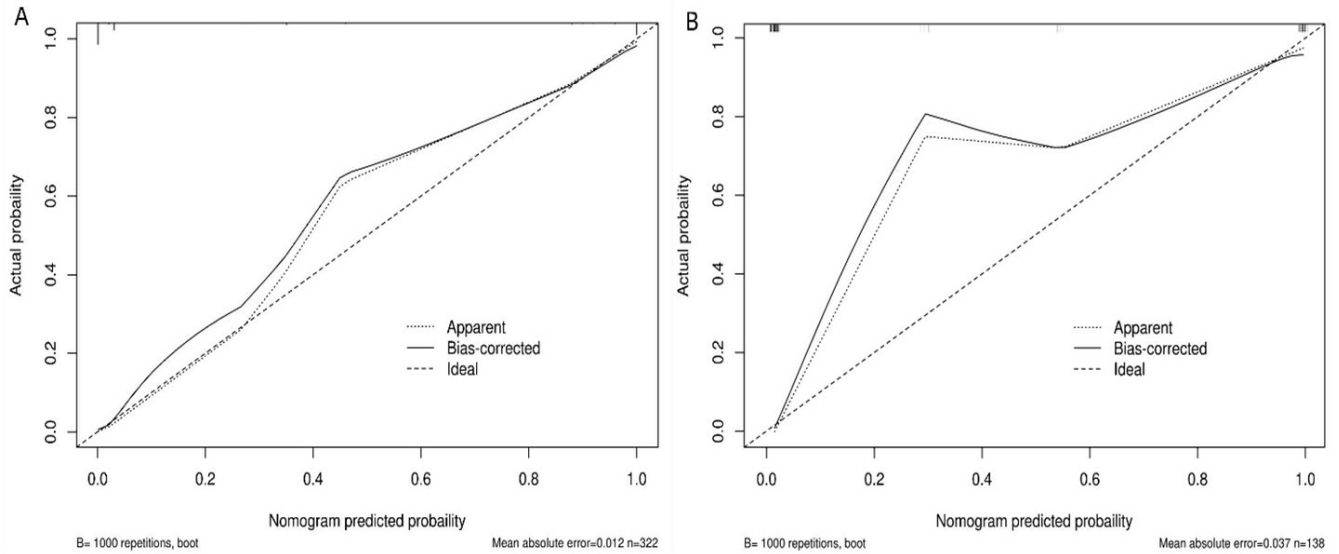 A
1.0
0.8
0.6
0.4
0.2
0.0
Actual probaility
Apparent
Bias-corrected
Ideal
0.0 0.2 0.4 0.6 0.8 1.0
Nomogram predicted probaility
B= 1000 repetitions, boot
Mean absolute error=0.012 n=322
B
1.0
0.8
0.6
0.4
0.2
0.0
Actual probability
Apparent
Bias-corrected
Ideal
0.0 0.2 0.4 0.6 0.8 1.0
Nomogram predicted probaility
B= 1000 repetitions, boot
Mean absolute error=0.037 n=138